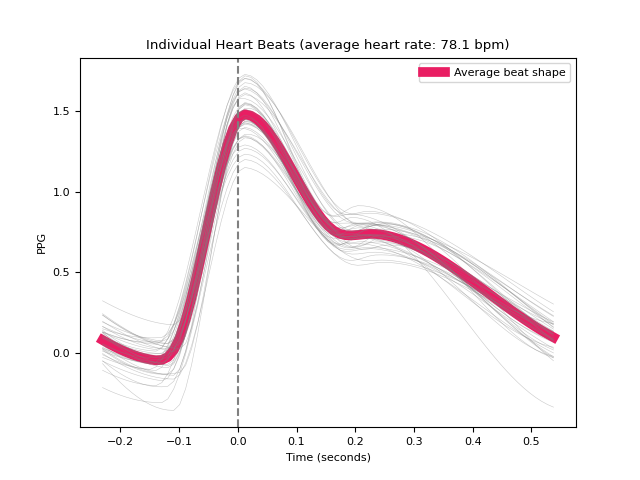 Individual Heart Beats (average heart rate: 78.1 bpm)
Average beat shape
1.5
1.0
0.5
0.0
PPG
−0.2 −0.1 0.0 0.1 0.2 0.3 0.4 0.5
Time (seconds)